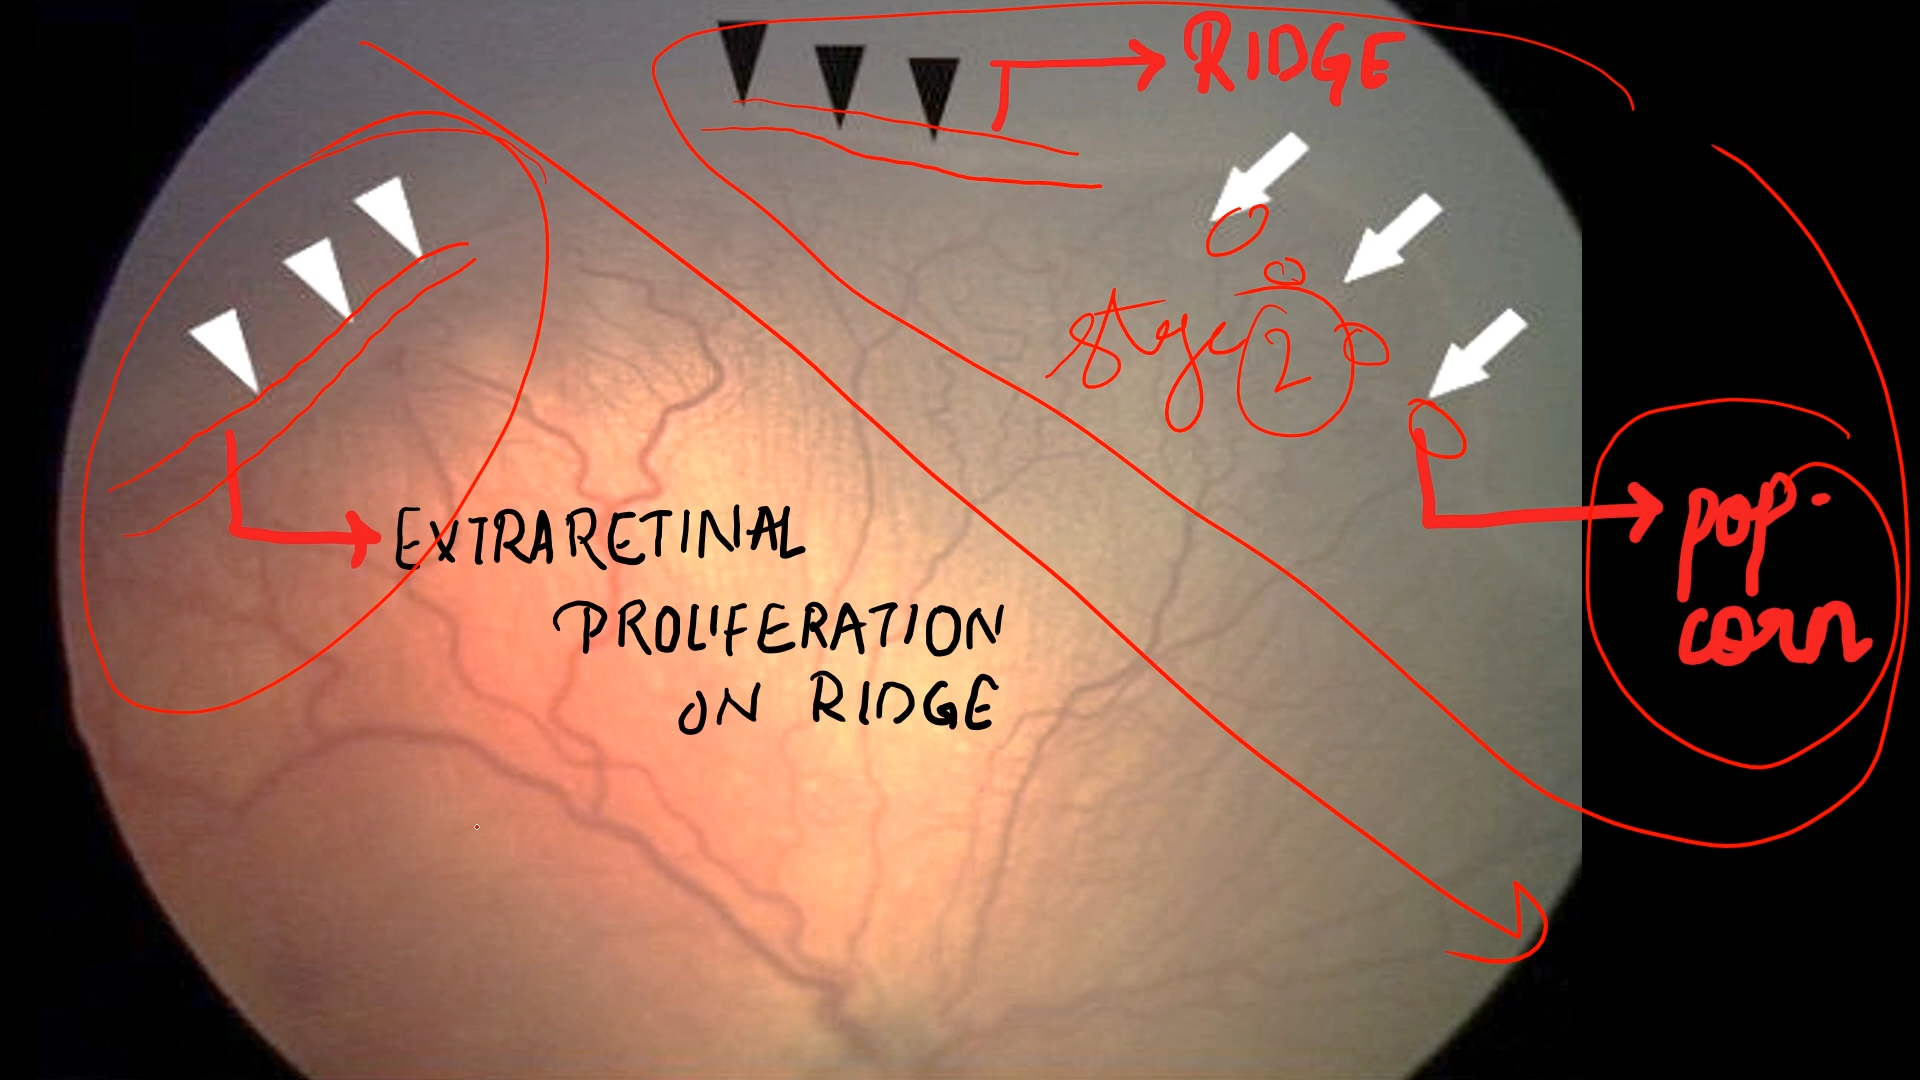 RIDGE
stage 2
EXTRARETINAL
PROLIFERATION
ON RIDGE
pop-
corn